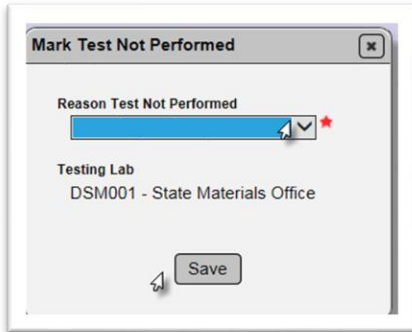 Mark Test Not Performed
Reason Test Not Performed
Testing Lab
DSM001 - State Materials Office
Save